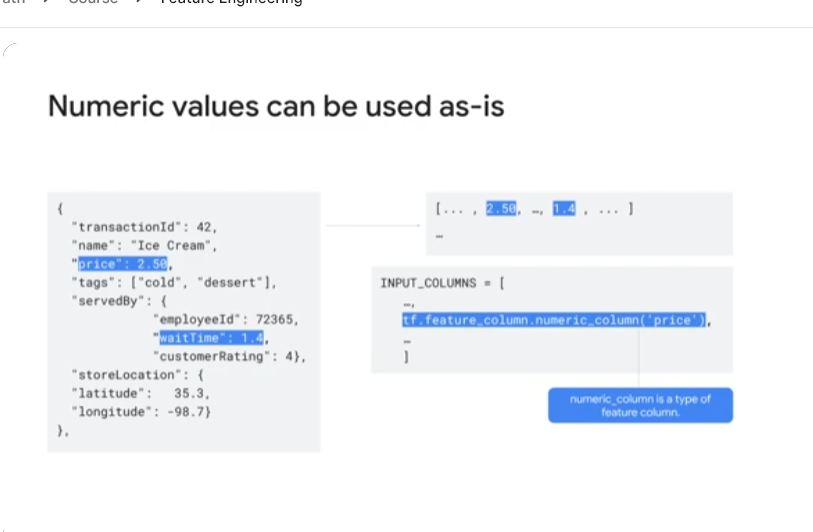 Course
Feature Engineering
Numeric values can be used as-is
{
"transactionId": 42,
"name": "Ice Cream",
"price": 2.50,
"tags": ["cold", "dessert"],
"servedBy": {
"employeeId": 72365,
"waitTime": 1.4,
"customerRating": 4},
"storeLocation": {
"latitude": 35.3,
"longitude": -98.7}
},
[... , 2.50, …, 1.4 , ... ]
…
INPUT_COLUMNS = [
…,
tf.feature_column.numeric_column('price'),
…
]
numeric_column is a type of
feature column.